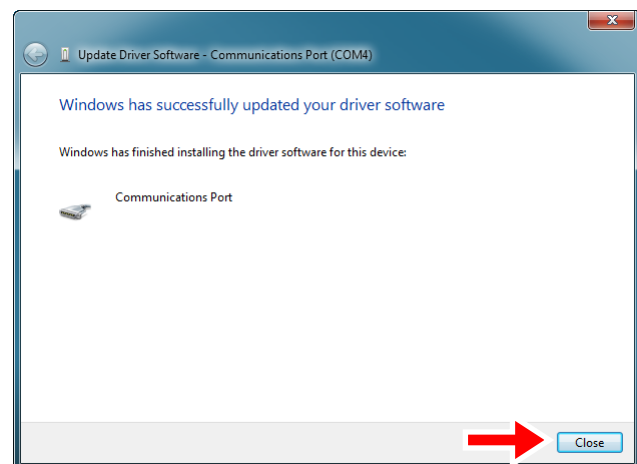 Update Driver Software - Communications Port (COM4)
Windows has successfully updated your driver software
Windows has finished installing the driver software for this device:
Communications Port
Close